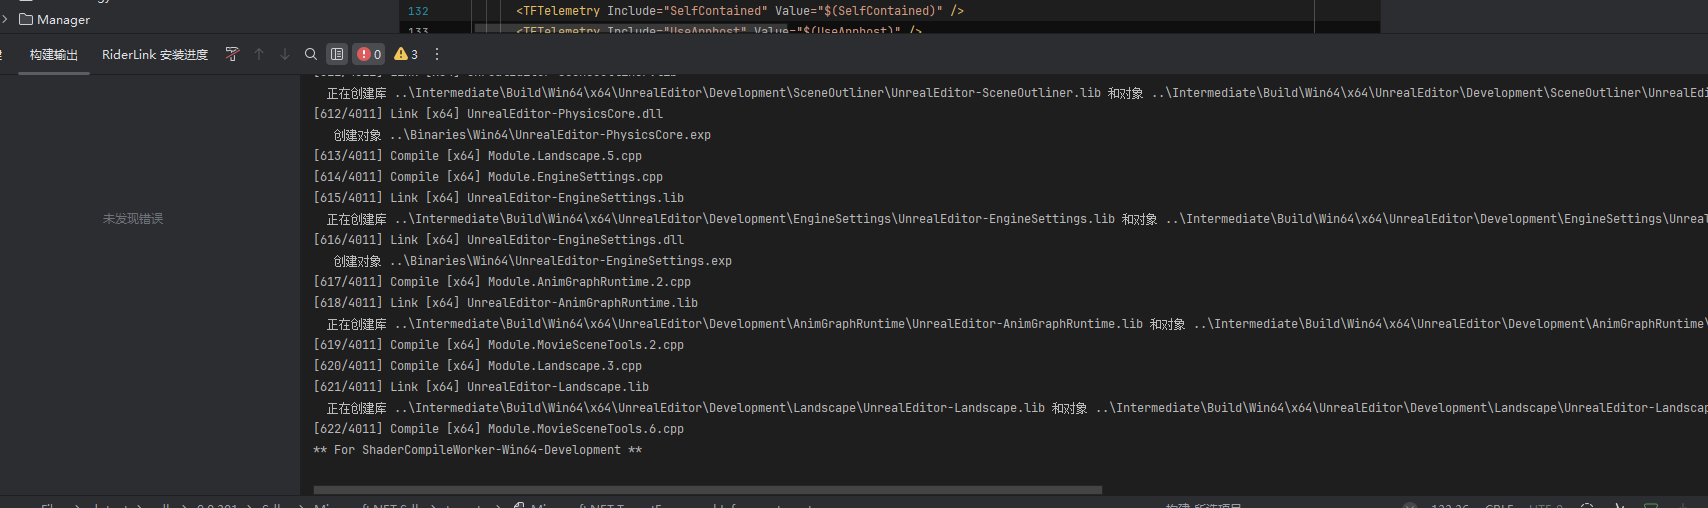 Manager
132 <TFTelemetry Include="SelfContained" Value="$(SelfContained)" />
133 <TFTelemetry Include="UseApphost" Value="$(UseApphost)" />
构建输出 RiderLink 安装进度 0 3
未发现错误
正在创建库 ..\Intermediate\Build\Win64\x64\UnrealEditor\Development\SceneOutliner\UnrealEditor-SceneOutliner.lib 和对象 ..\Intermediate\Build\Win64\x64\UnrealEditor\Development\SceneOutliner\UnrealEdi
[612/4011] Link [x64] UnrealEditor-PhysicsCore.dll
创建对象 ..\Binaries\Win64\UnrealEditor-PhysicsCore.exp
[613/4011] Compile [x64] Module.Landscape.5.cpp
[614/4011] Compile [x64] Module.EngineSettings.cpp
[615/4011] Link [x64] UnrealEditor-EngineSettings.lib
正在创建库 ..\Intermediate\Build\Win64\x64\UnrealEditor\Development\EngineSettings\UnrealEditor-EngineSettings.lib 和对象 ..\Intermediate\Build\Win64\x64\UnrealEditor\Development\EngineSettings\Unreal
[616/4011] Link [x64] UnrealEditor-EngineSettings.dll
创建对象 ..\Binaries\Win64\UnrealEditor-EngineSettings.exp
[617/4011] Compile [x64] Module.AnimGraphRuntime.2.cpp
[618/4011] Link [x64] UnrealEditor-AnimGraphRuntime.lib
正在创建库 ..\Intermediate\Build\Win64\x64\UnrealEditor\Development\AnimGraphRuntime\UnrealEditor-AnimGraphRuntime.lib 和对象 ..\Intermediate\Build\Win64\x64\UnrealEditor\Development\AnimGraphRuntime\
[619/4011] Compile [x64] Module.MovieSceneTools.2.cpp
[620/4011] Compile [x64] Module.Landscape.3.cpp
[621/4011] Link [x64] UnrealEditor-Landscape.lib
正在创建库 ..\Intermediate\Build\Win64\x64\UnrealEditor\Development\Landscape\UnrealEditor-Landscape.lib 和对象 ..\Intermediate\Build\Win64\x64\UnrealEditor\Development\Landscape\UnrealEditor-Landscap
[622/4011] Compile [x64] Module.MovieSceneTools.6.cpp
** For ShaderCompileWorker-Win64-Development **